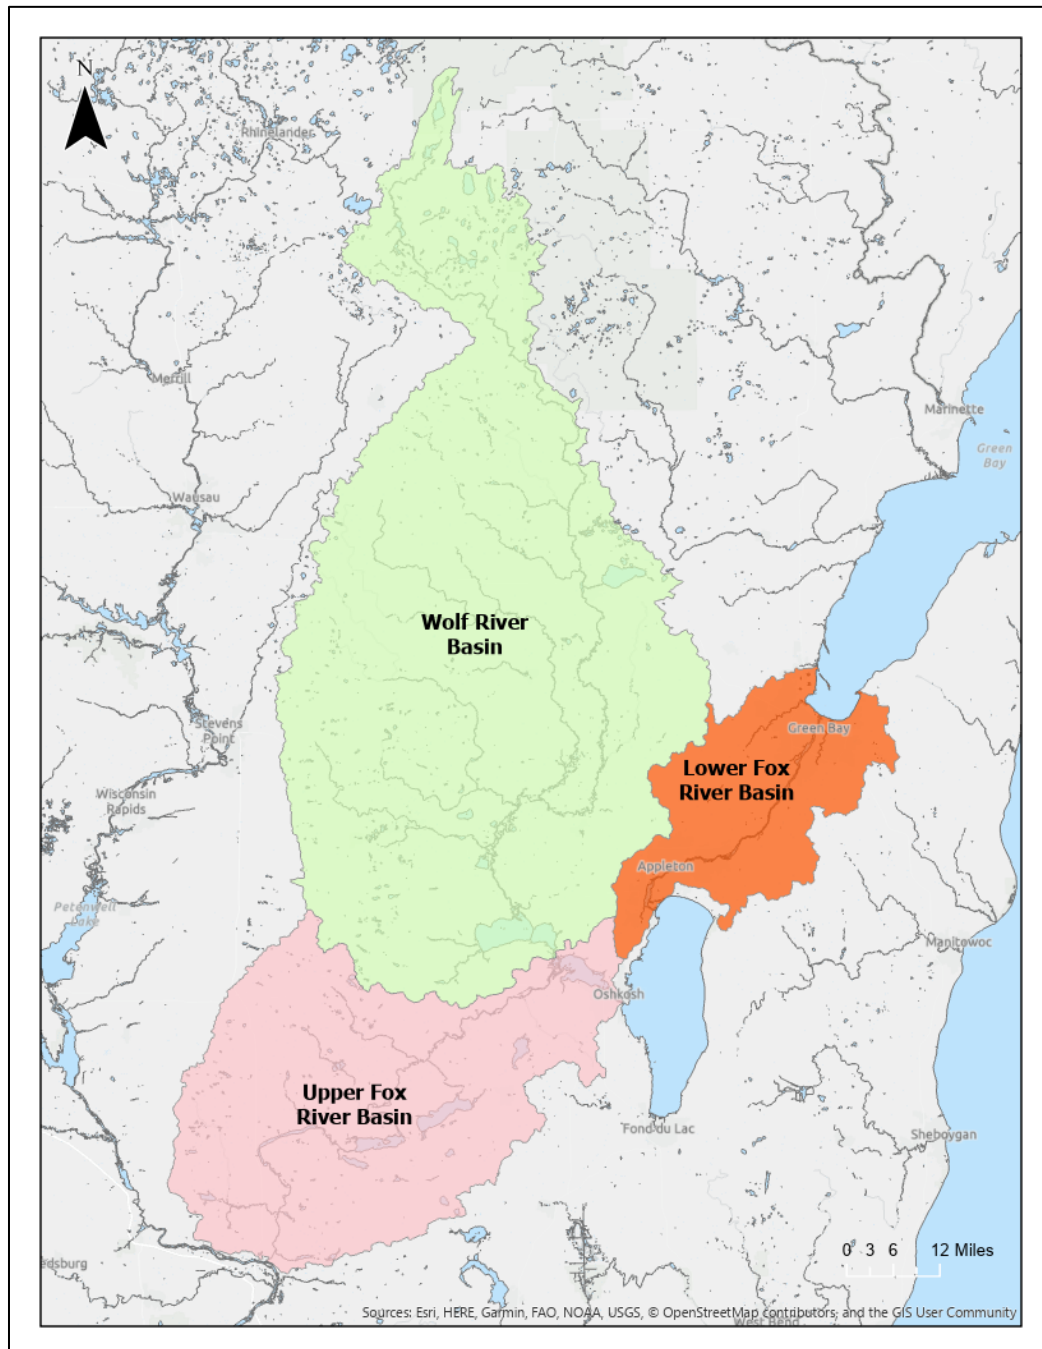 N
Rhinelander
Merrill
Marinette
Green
Bay
Wausau
Wolf River
Basin
Stevens
Point
Green Bay
Lower Fox
River Basin
Wisconsin
Rapids
Appleton
Petenwell
Lake
Manitowoc
Oshkosh
Upper Fox
River Basin
Fond du Lac
Sheboygan
edsburg
0 3 6 12 Miles
Sources: Esri, HERE, Garmin, FAO, NOAA, USGS, © OpenStreetMap contributors, and the GIS User Community
West Bend